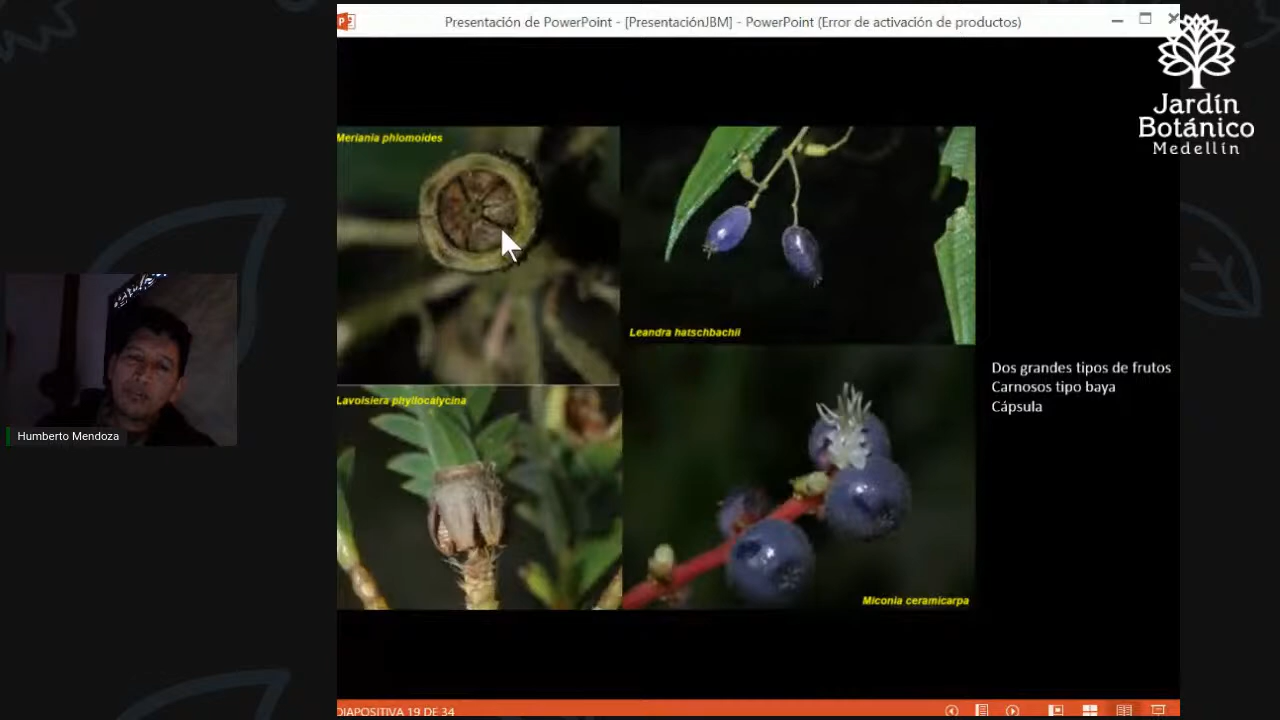 Presentación de PowerPoint - [PresentaciónJBM] - PowerPoint (Error de activación de productos)
Jardín
Botánico
Medellín
Meriania phlomoides
Leandra hatschbachii
Dos grandes tipos de frutos
Carnosos tipo baya
Cápsula
Lavoisiera phyllocalycina
Humberto Mendoza
Miconia ceramicarpa
DIAPOSITIVA 19 DE 34